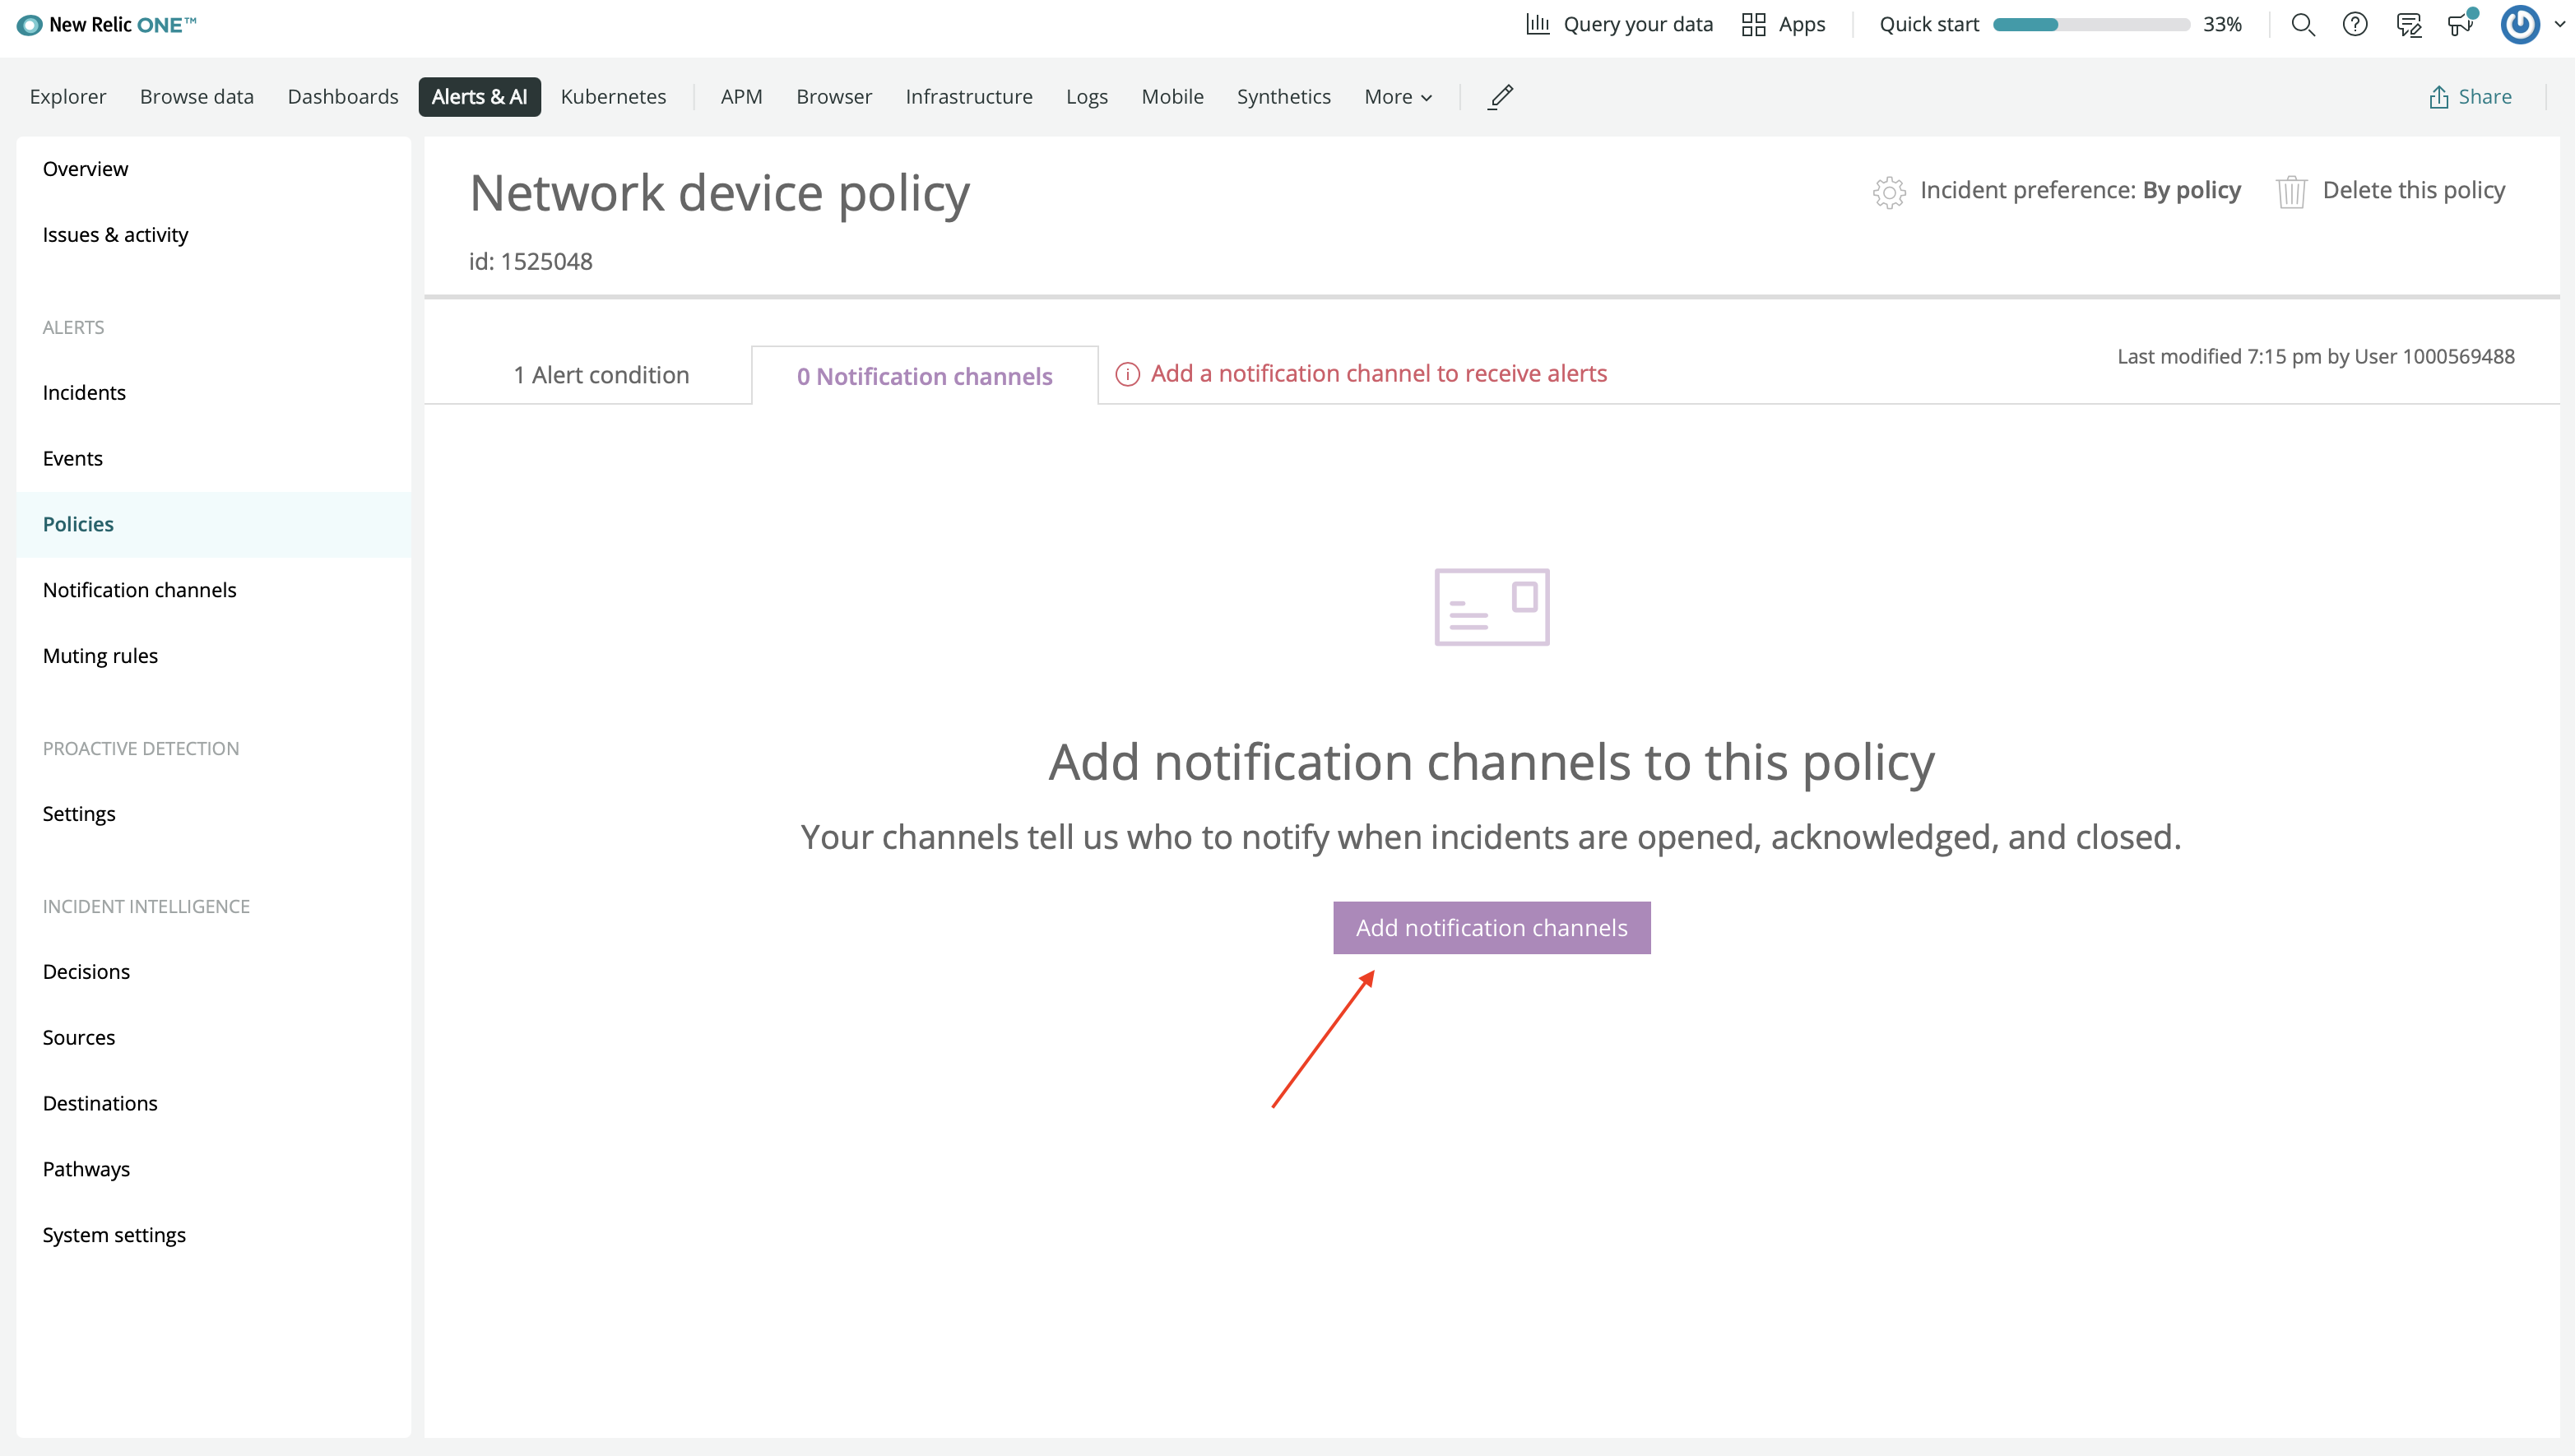 New Relic ONE™
Query your data
Apps
Quick start
33%
Explorer
Browse data
Dashboards
Alerts & AI
Kubernetes
APM
Browser
Infrastructure
Logs
Mobile
Synthetics
More
Share
Overview
Issues & activity
ALERTS
Incidents
Events
Policies
Notification channels
Muting rules
PROACTIVE DETECTION
Settings
INCIDENT INTELLIGENCE
Decisions
Sources
Destinations
Pathways
System settings
Network device policy
id: 1525048
Incident preference: By policy
Delete this policy
1 Alert condition
0 Notification channels
Add a notification channel to receive alerts
Last modified 7:15 pm by User 1000569488
Add notification channels to this policy
Your channels tell us who to notify when incidents are opened, acknowledged, and closed.
Add notification channels